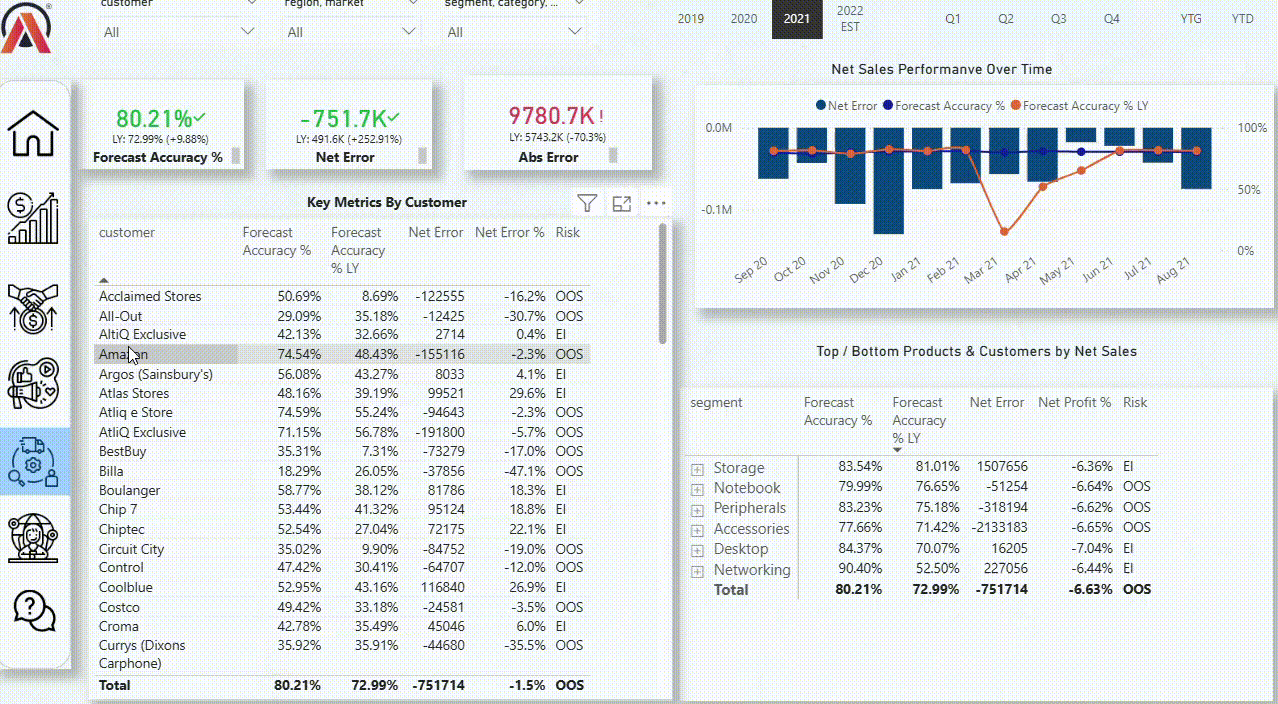 customer
region, market
segment, category, ...
All
All
All
2019
2020
2021
2022
EST
Q1
Q2
Q3
Q4
YTG
YTD
80.21%
LY: 72.99% (+9.88%)
Forecast Accuracy %
-751.7K
LY: 491.6K (+252.91%)
Net Error
9780.7K !
LY: 5743.2K (-70.3%)
Abs Error
Net Sales Performanve Over Time
Net Error Forecast Accuracy % Forecast Accuracy % LY
0.0M
-0.1M
100%
50%
0%
Sep 20
Oct 20
Nov 20
Dec 20
Jan 21
Feb 21
Mar 21
Apr 21
May 21
Jun 21
Jul 21
Aug 21
Key Metrics By Customer
customer Forecast Accuracy % Forecast Accuracy % LY Net Error Net Error % Risk
Acclaimed Stores 50.69% 8.69% -122555 -16.2% OOS
All-Out 29.09% 35.18% -12425 -30.7% OOS
AltiQ Exclusive 42.13% 32.66% 2714 0.4% EI
Amazon 74.54% 48.43% -155116 -2.3% OOS
Argos (Sainsbury's) 56.08% 43.27% 8033 4.1% EI
Atlas Stores 48.16% 39.19% 99521 29.6% EI
Atliq e Store 74.59% 55.24% -94643 -2.3% OOS
AtliQ Exclusive 71.15% 56.78% -191800 -5.7% OOS
BestBuy 35.31% 7.31% -73279 -17.0% OOS
Billa 18.29% 26.05% -37856 -47.1% OOS
Boulanger 58.77% 38.12% 81786 18.3% EI
Chip 7 53.44% 41.32% 95124 18.8% EI
Chiptec 52.54% 27.04% 72175 22.1% EI
Circuit City 35.02% 9.90% -84752 -19.0% OOS
Control 47.42% 30.41% -64707 -12.0% OOS
Coolblue 52.95% 43.16% 116840 26.9% EI
Costco 49.42% 33.18% -24581 -3.5% OOS
Croma 42.78% 35.49% 45046 6.0% EI
Currys (Dixons Carphone) 35.92% 35.91% -44680 -35.5% OOS
Total 80.21% 72.99% -751714 -1.5% OOS
Top / Bottom Products & Customers by Net Sales
segment Forecast Accuracy % Forecast Accuracy % LY Net Error Net Profit % Risk
Storage 83.54% 81.01% 1507656 -6.36% EI
Notebook 79.99% 76.65% -51254 -6.64% OOS
Peripherals 83.23% 75.18% -318194 -6.62% OOS
Accessories 77.66% 71.42% -2133183 -6.65% OOS
Desktop 84.37% 70.07% 16205 -7.04% EI
Networking 90.40% 52.50% 227056 -6.44% EI
Total 80.21% 72.99% -751714 -6.63% OOS